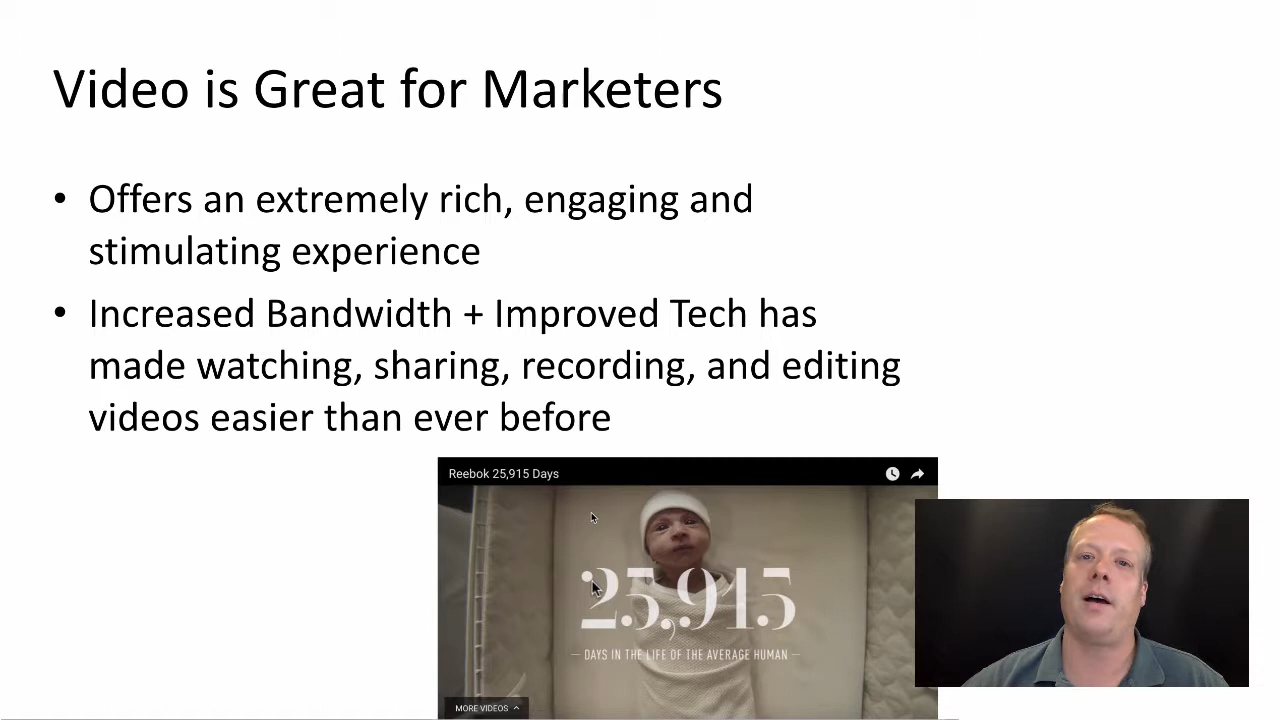 Video is Great for Marketers
• Offers an extremely rich, engaging and
stimulating experience
• Increased Bandwidth + Improved Tech has
made watching, sharing, recording, and editing
videos easier than ever before
Reebok 25,915 Days
25,915
— DAYS IN THE LIFE OF THE AVERAGE HUMAN —
MORE VIDEOS